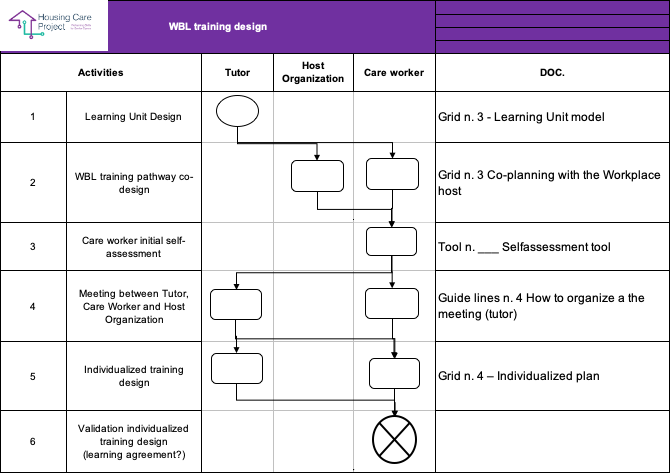 Housing Care
Project
WBL training design
Activities
Tutor
Host
Organization
Care worker
DOC.
1
Learning Unit Design
Grid n. 3 - Learning Unit model
2
WBL training pathway co-
design
Grid n. 3 Co-planning with the Workplace
host
3
Care worker initial self-
assessment
Tool n. ___ Selfassessment tool
4
Meeting between Tutor,
Care Worker and Host
Organization
Guide lines n. 4 How to organize a the
meeting (tutor)
5
Individualized training
design
Grid n. 4 – Individualized plan
6
Validation individualized
training design
(learning agreement?)